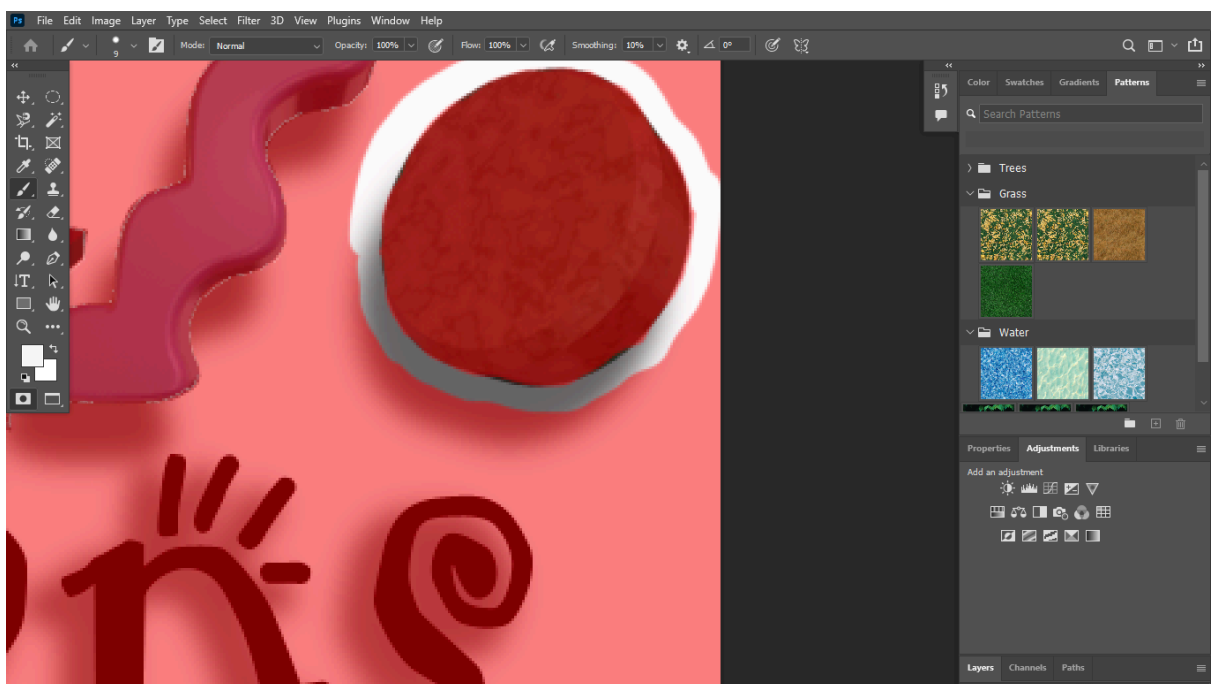 Ps File Edit Image Layer Type Select Filter 3D View Plugins Window Help
9 Mode: Normal Opacity: 100% Flow: 100% Smoothing: 10% 0°
Color Swatches Gradients Patterns
Search Patterns
Trees
Grass
Water
Properties Adjustments Libraries
Add an adjustment
Layers Channels Paths
ns